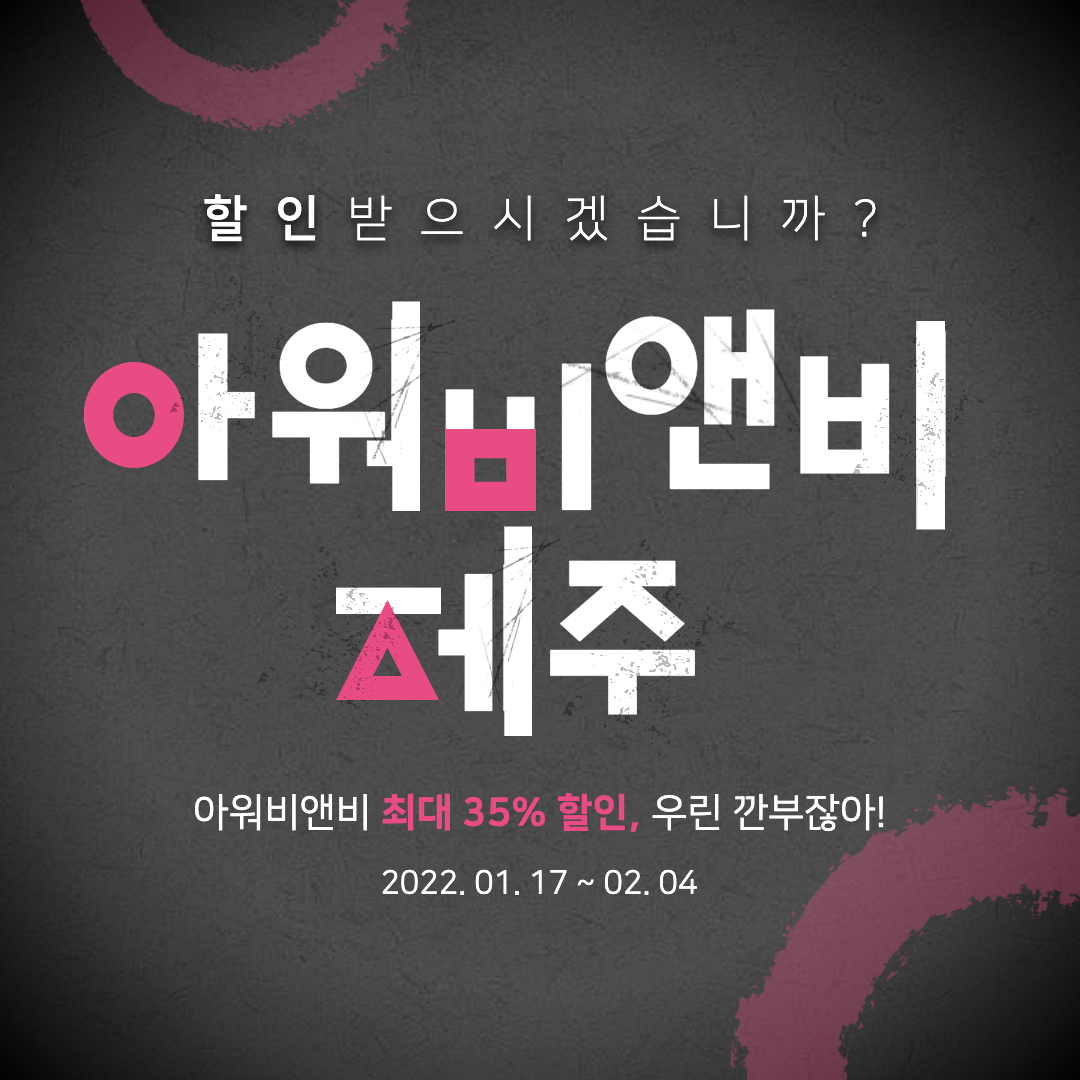 할인받으시겠습니까?
아워비앤비
제주
아워비앤비 최대 35% 할인, 우린 깐부잖아!
2022. 01. 17 ~ 02. 04